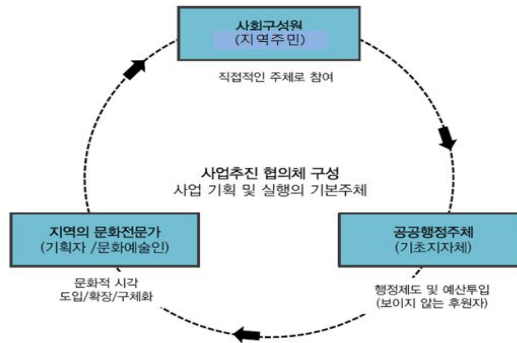 사회구성원
(지역주민)
직접적인 주체로 참여
사업추진 협의체 구성
사업 기획 및 실행의 기본주체
지역의 문화전문가
(기획자 /문화예술인)
문화적 시각
도입/확장/구체화
공공행정주체
(기초지자체)
행정제도 및 예산투입
(보이지 않는 후원자)